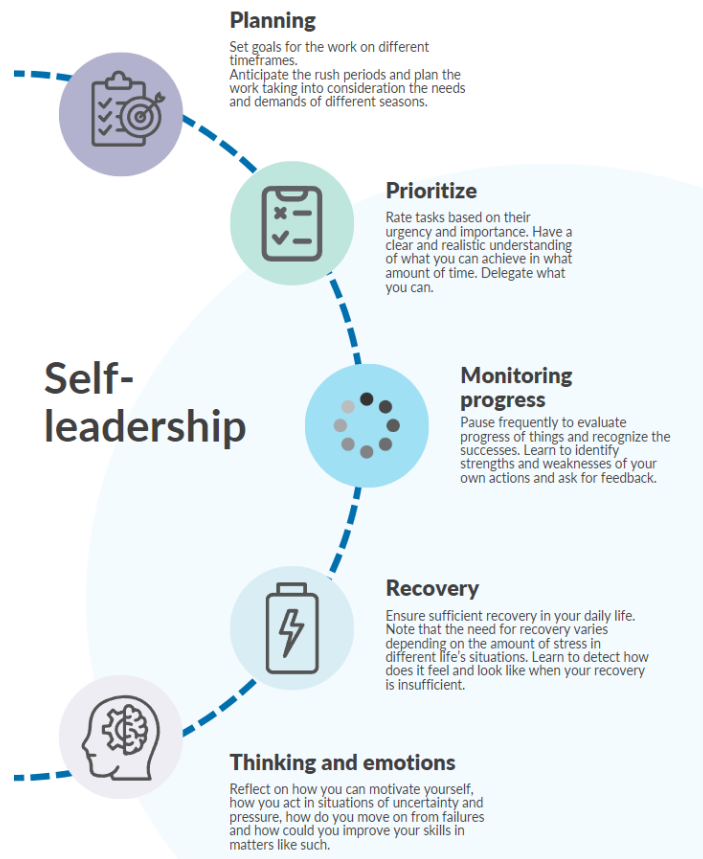 Planning
Set goals for the work on different
timeframes.
Anticipate the rush periods and plan the
work taking into consideration the needs
and demands of different seasons.
Prioritize
Rate tasks based on their
urgency and importance. Have a
clear and realistic understanding
of what you can achieve in what
amount of time. Delegate what
you can.
Self-
leadership
Monitoring
progress
Pause frequently to evaluate
progress of things and recognize the
successes. Learn to identify
strengths and weaknesses of your
own actions and ask for feedback.
Recovery
Ensure sufficient recovery in your daily life.
Note that the need for recovery varies
depending on the amount of stress in
different life's situations. Learn to detect how
does it feel and look like when your recovery
is insufficient.
Thinking and emotions
Reflect on how you can motivate yourself,
how you act in situations of uncertainty and
pressure, how do you move on from failures
and how could you improve your skills in
matters like such.